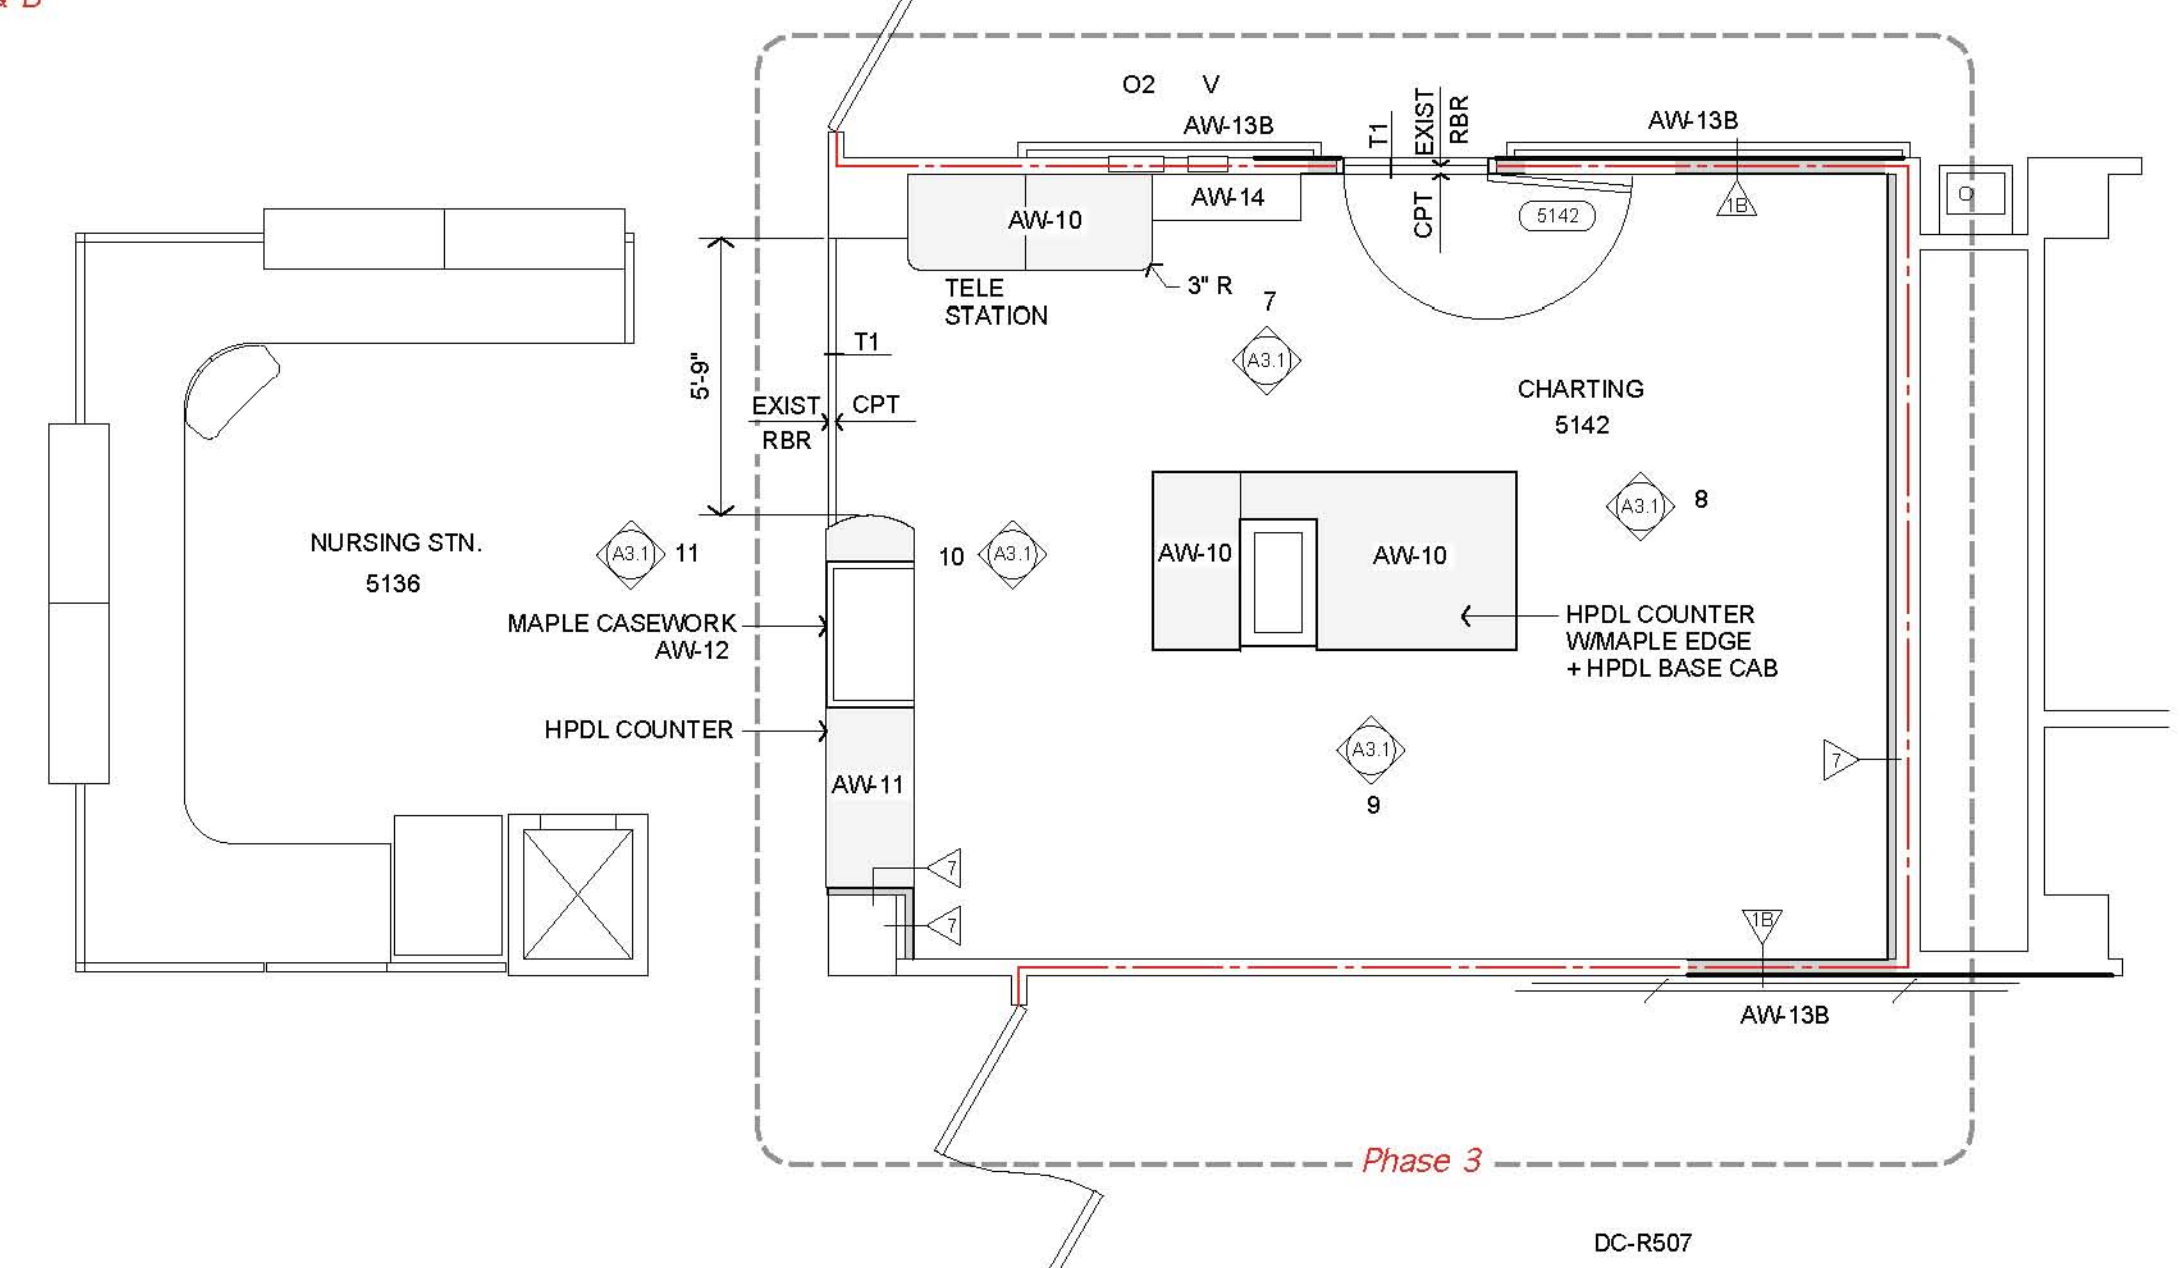 O2 V
AW-13B
T1
EXIST
RBR
AW-13B
AW-10
AW-14
CPT
5142
1B
TELE
STATION
3" R
7
A3.1
T1
5'-9"
EXIST
CPT
RBR
CHARTING
5142
A3.1
8
NURSING STN.
5136
A3.1
11
10
A3.1
AW-10
AW-10
MAPLE CASEWORK
AW-12
HPDL COUNTER
W/MAPLE EDGE
+ HPDL BASE CAB
HPDL COUNTER
A3.1
9
7
AW-11
7
7
1B
AW-13B
Phase 3
DC-R507